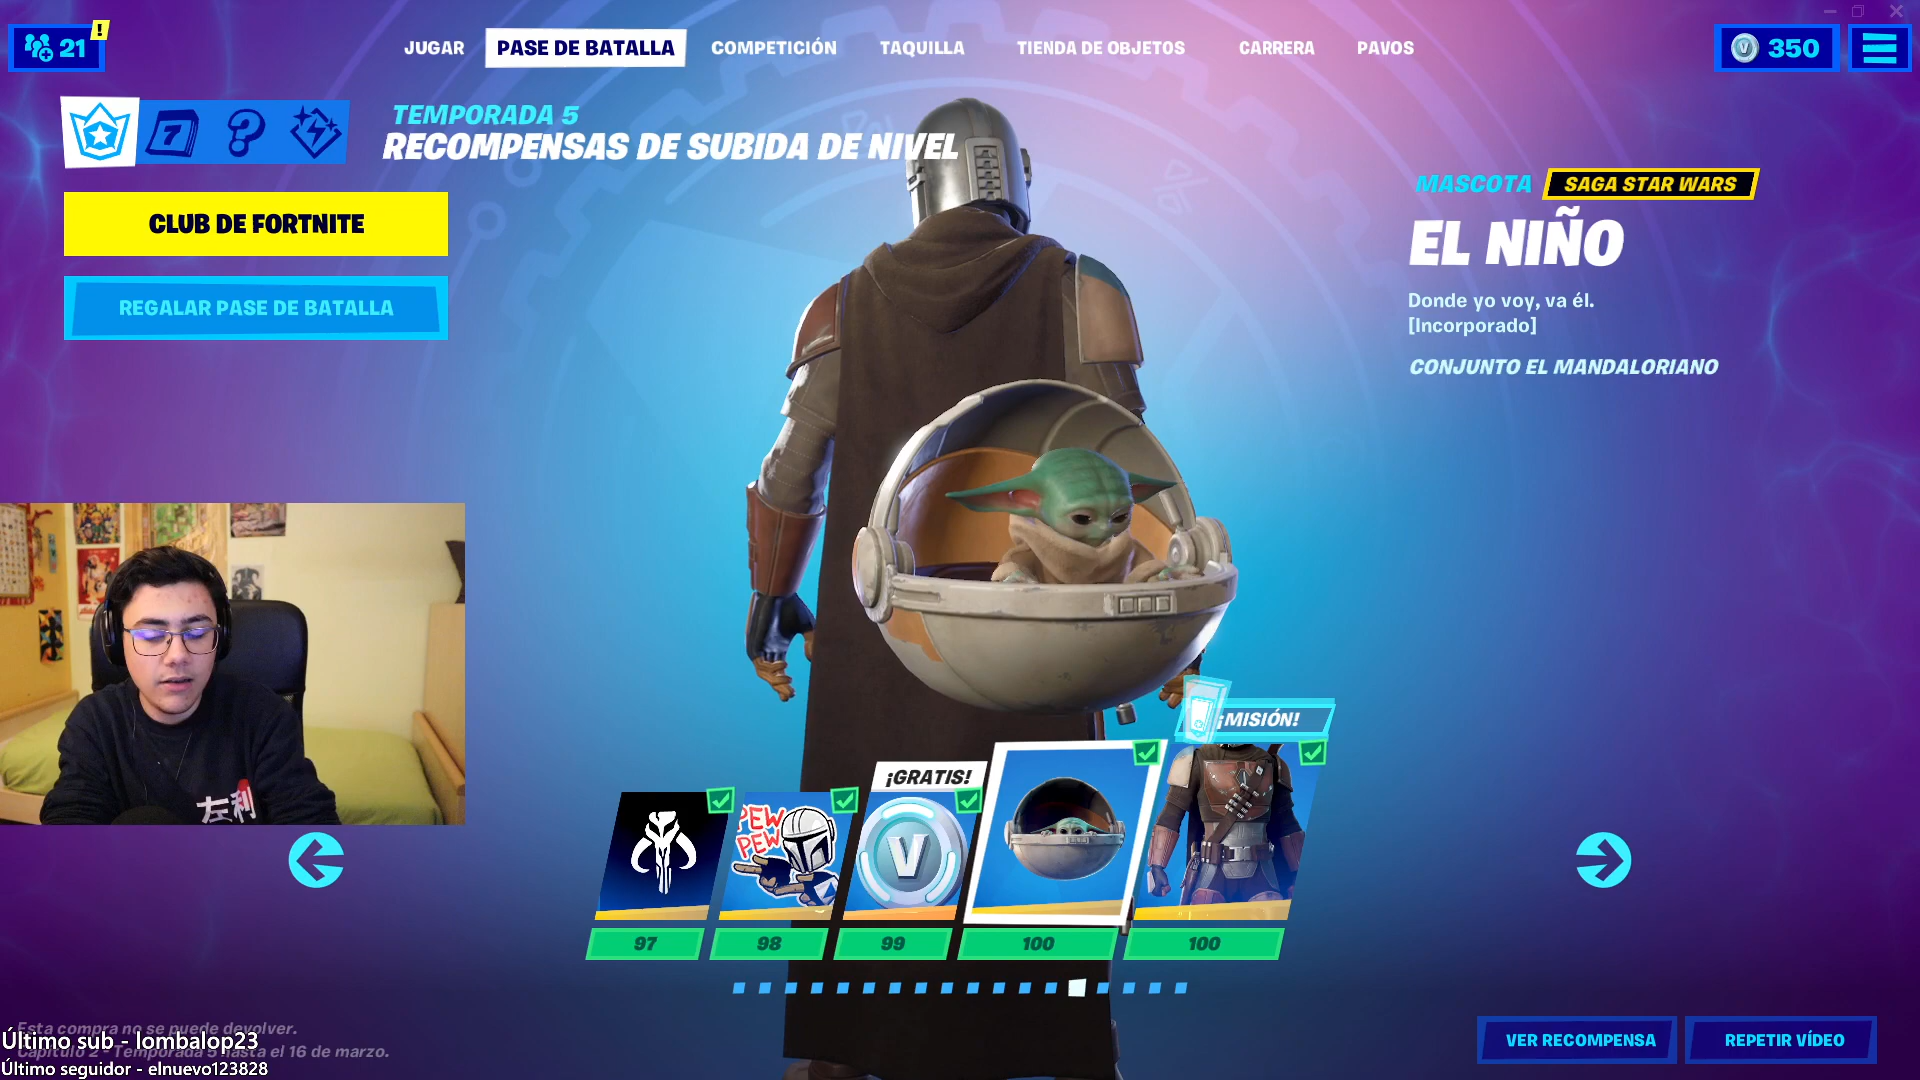 21
!
JUGAR
PASE DE BATALLA
COMPETICIÓN
TAQUILLA
TIENDA DE OBJETOS
CARRERA
PAVOS
350
7
?
TEMPORADA 5
RECOMPENSAS DE SUBIDA DE NIVEL
CLUB DE FORTNITE
REGALAR PASE DE BATALLA
MASCOTA
SAGA STAR WARS
EL NIÑO
Donde yo voy, va él.
[Incorporado]
CONJUNTO EL MANDALORIANO
左利
¡MISIÓN!
¡GRATIS!
PEW
PEW
V
97
98
99
100
100
Esta compra no se puede devolver.
Último sub - lombalop23
Capítulo 2 - Temporada 5 hasta el 16 de marzo.
Último seguidor - elnuevo123828
VER RECOMPENSA
REPETIR VÍDEO